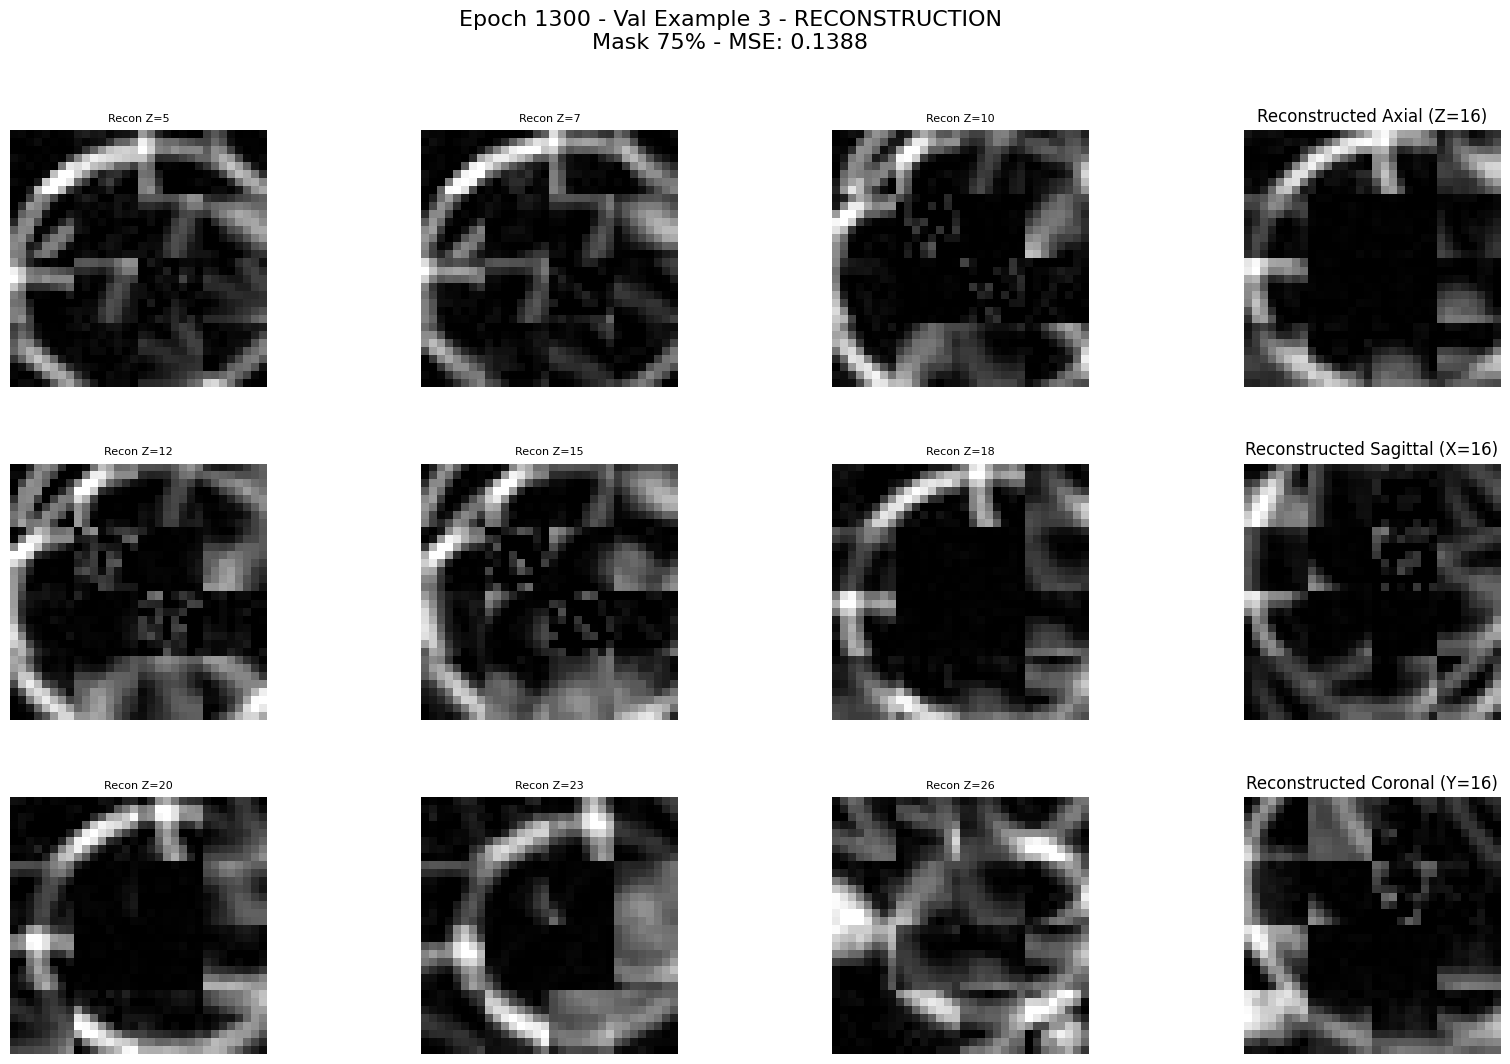 Epoch 1300 - Val Example 3 - RECONSTRUCTION
Mask 75% - MSE: 0.1388
Recon Z=5
Recon Z=7
Recon Z=10
Reconstructed Axial (Z=16)
Recon Z=12
Recon Z=15
Recon Z=18
Reconstructed Sagittal (X=16)
Recon Z=20
Recon Z=23
Recon Z=26
Reconstructed Coronal (Y=16)